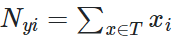 N_{yi} = \sum_{x \in T} x_i